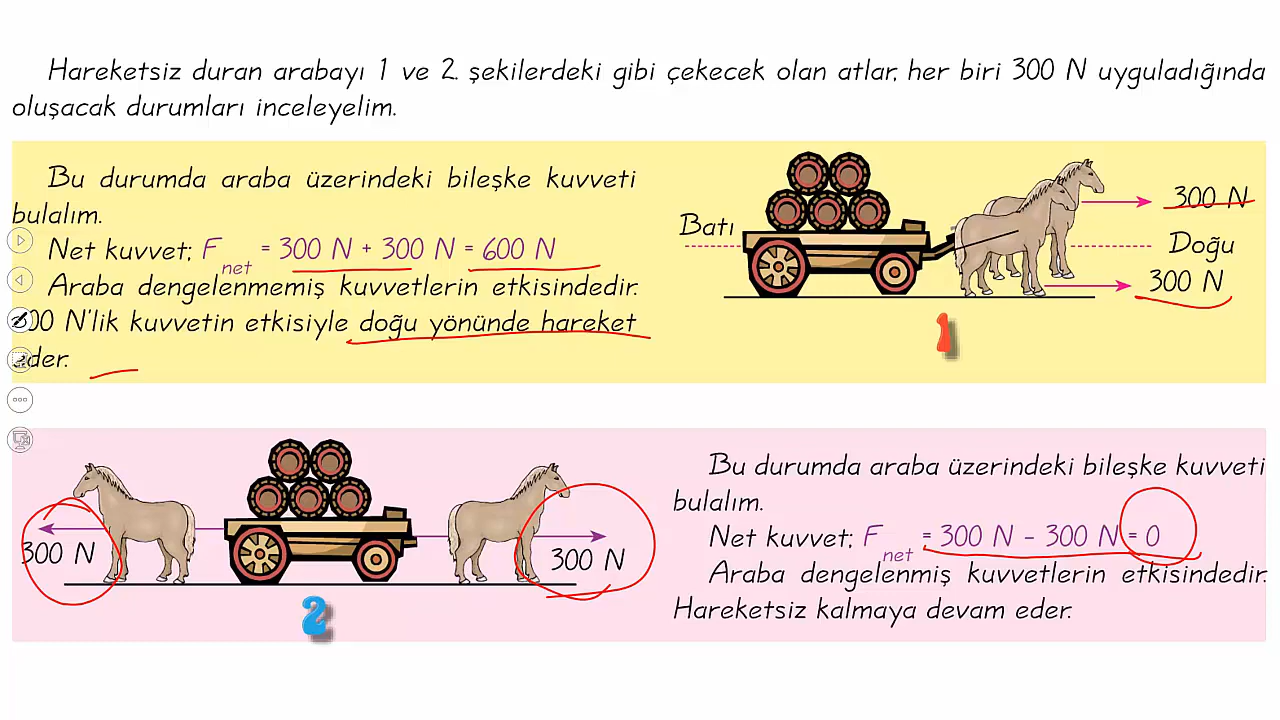 Hareketsiz duran arabayı 1 ve 2. şekilerdeki gibi çekecek olan atlar, her biri 300 N uyguladığında
oluşacak durumları inceleyelim.
Bu durumda araba üzerindeki bileşke kuvveti
bulalım.
Net kuvvet; F net = 300 N + 300 N = 600 N
Araba dengelenmemiş kuvvetlerin etkisindedir.
00 N'lik kuvvetin etkisiyle doğu yönünde hareket
eder.
Batı
300 N
Doğu
300 N
1
300 N
300 N
2
Bu durumda araba üzerindeki bileşke kuvveti
bulalım.
Net kuvvet; F net = 300 N - 300 N = 0
Araba dengelenmiş kuvvetlerin etkisindedir.
Hareketsiz kalmaya devam eder.